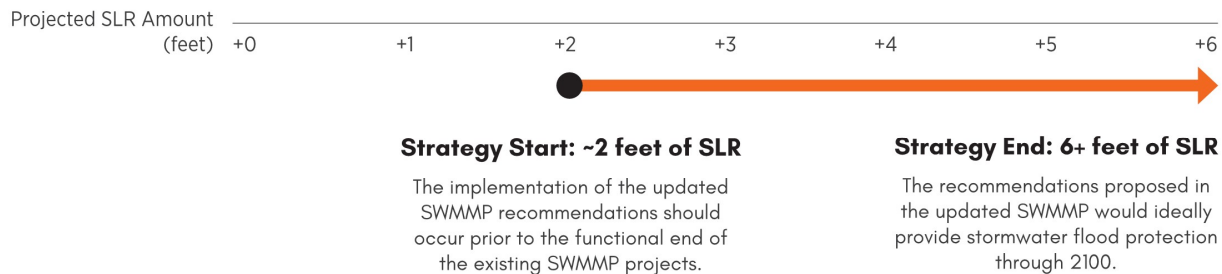 Projected SLR Amount
(feet) +0 +1 +2 +3 +4 +5 +6
Strategy Start: ~2 feet of SLR
The implementation of the updated
SWMMP recommendations should
occur prior to the functional end of
the existing SWMMP projects.
Strategy End: 6+ feet of SLR
The recommendations proposed in
the updated SWMMP would ideally
provide stormwater flood protection
through 2100.